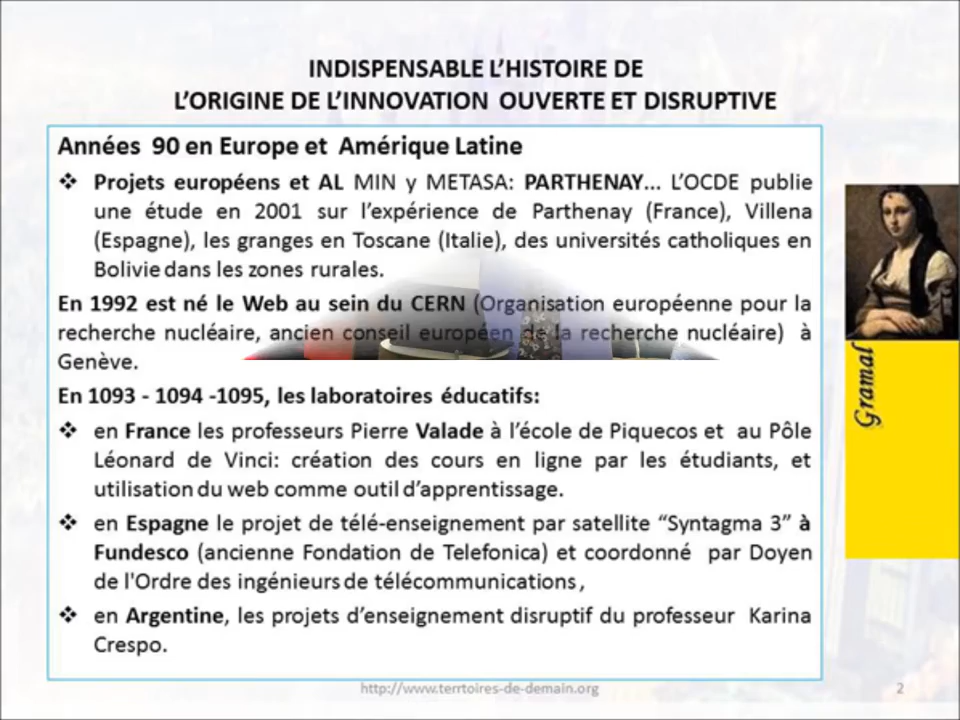 INDISPENSABLE L'HISTOIRE DE
L'ORIGINE DE L'INNOVATION OUVERTE ET DISRUPTIVE
Années 90 en Europe et Amérique Latine
❖ Projets européens et AL MIN y METASA: PARTHENAY... L'OCDE publie
une étude en 2001 sur l'expérience de Parthenay (France), Villena
(Espagne), les granges en Toscane (Italie), des universités catholiques en
Bolivie dans les zones rurales.
En 1992 est né le Web au sein du CERN (Organisation européenne pour la
recherche nucléaire, ancien conseil européen de la recherche nucléaire) à
Genève.
En 1093 - 1094 -1095, les laboratoires éducatifs:
❖ en France les professeurs Pierre Valade à l'école de Piquecos et au Pôle
Léonard de Vinci: création des cours en ligne par les étudiants, et
utilisation du web comme outil d'apprentissage.
❖ en Espagne le projet de télé-enseignement par satellite “Syntagma 3” à
Fundesco (ancienne Fondation de Telefonica) et coordonné par Doyen
de l'Ordre des ingénieurs de télécommunications,
❖ en Argentine, les projets d'enseignement disruptif du professeur Karina
Crespo.
Gramal
http://www.terrtoires-de-demain.org
2